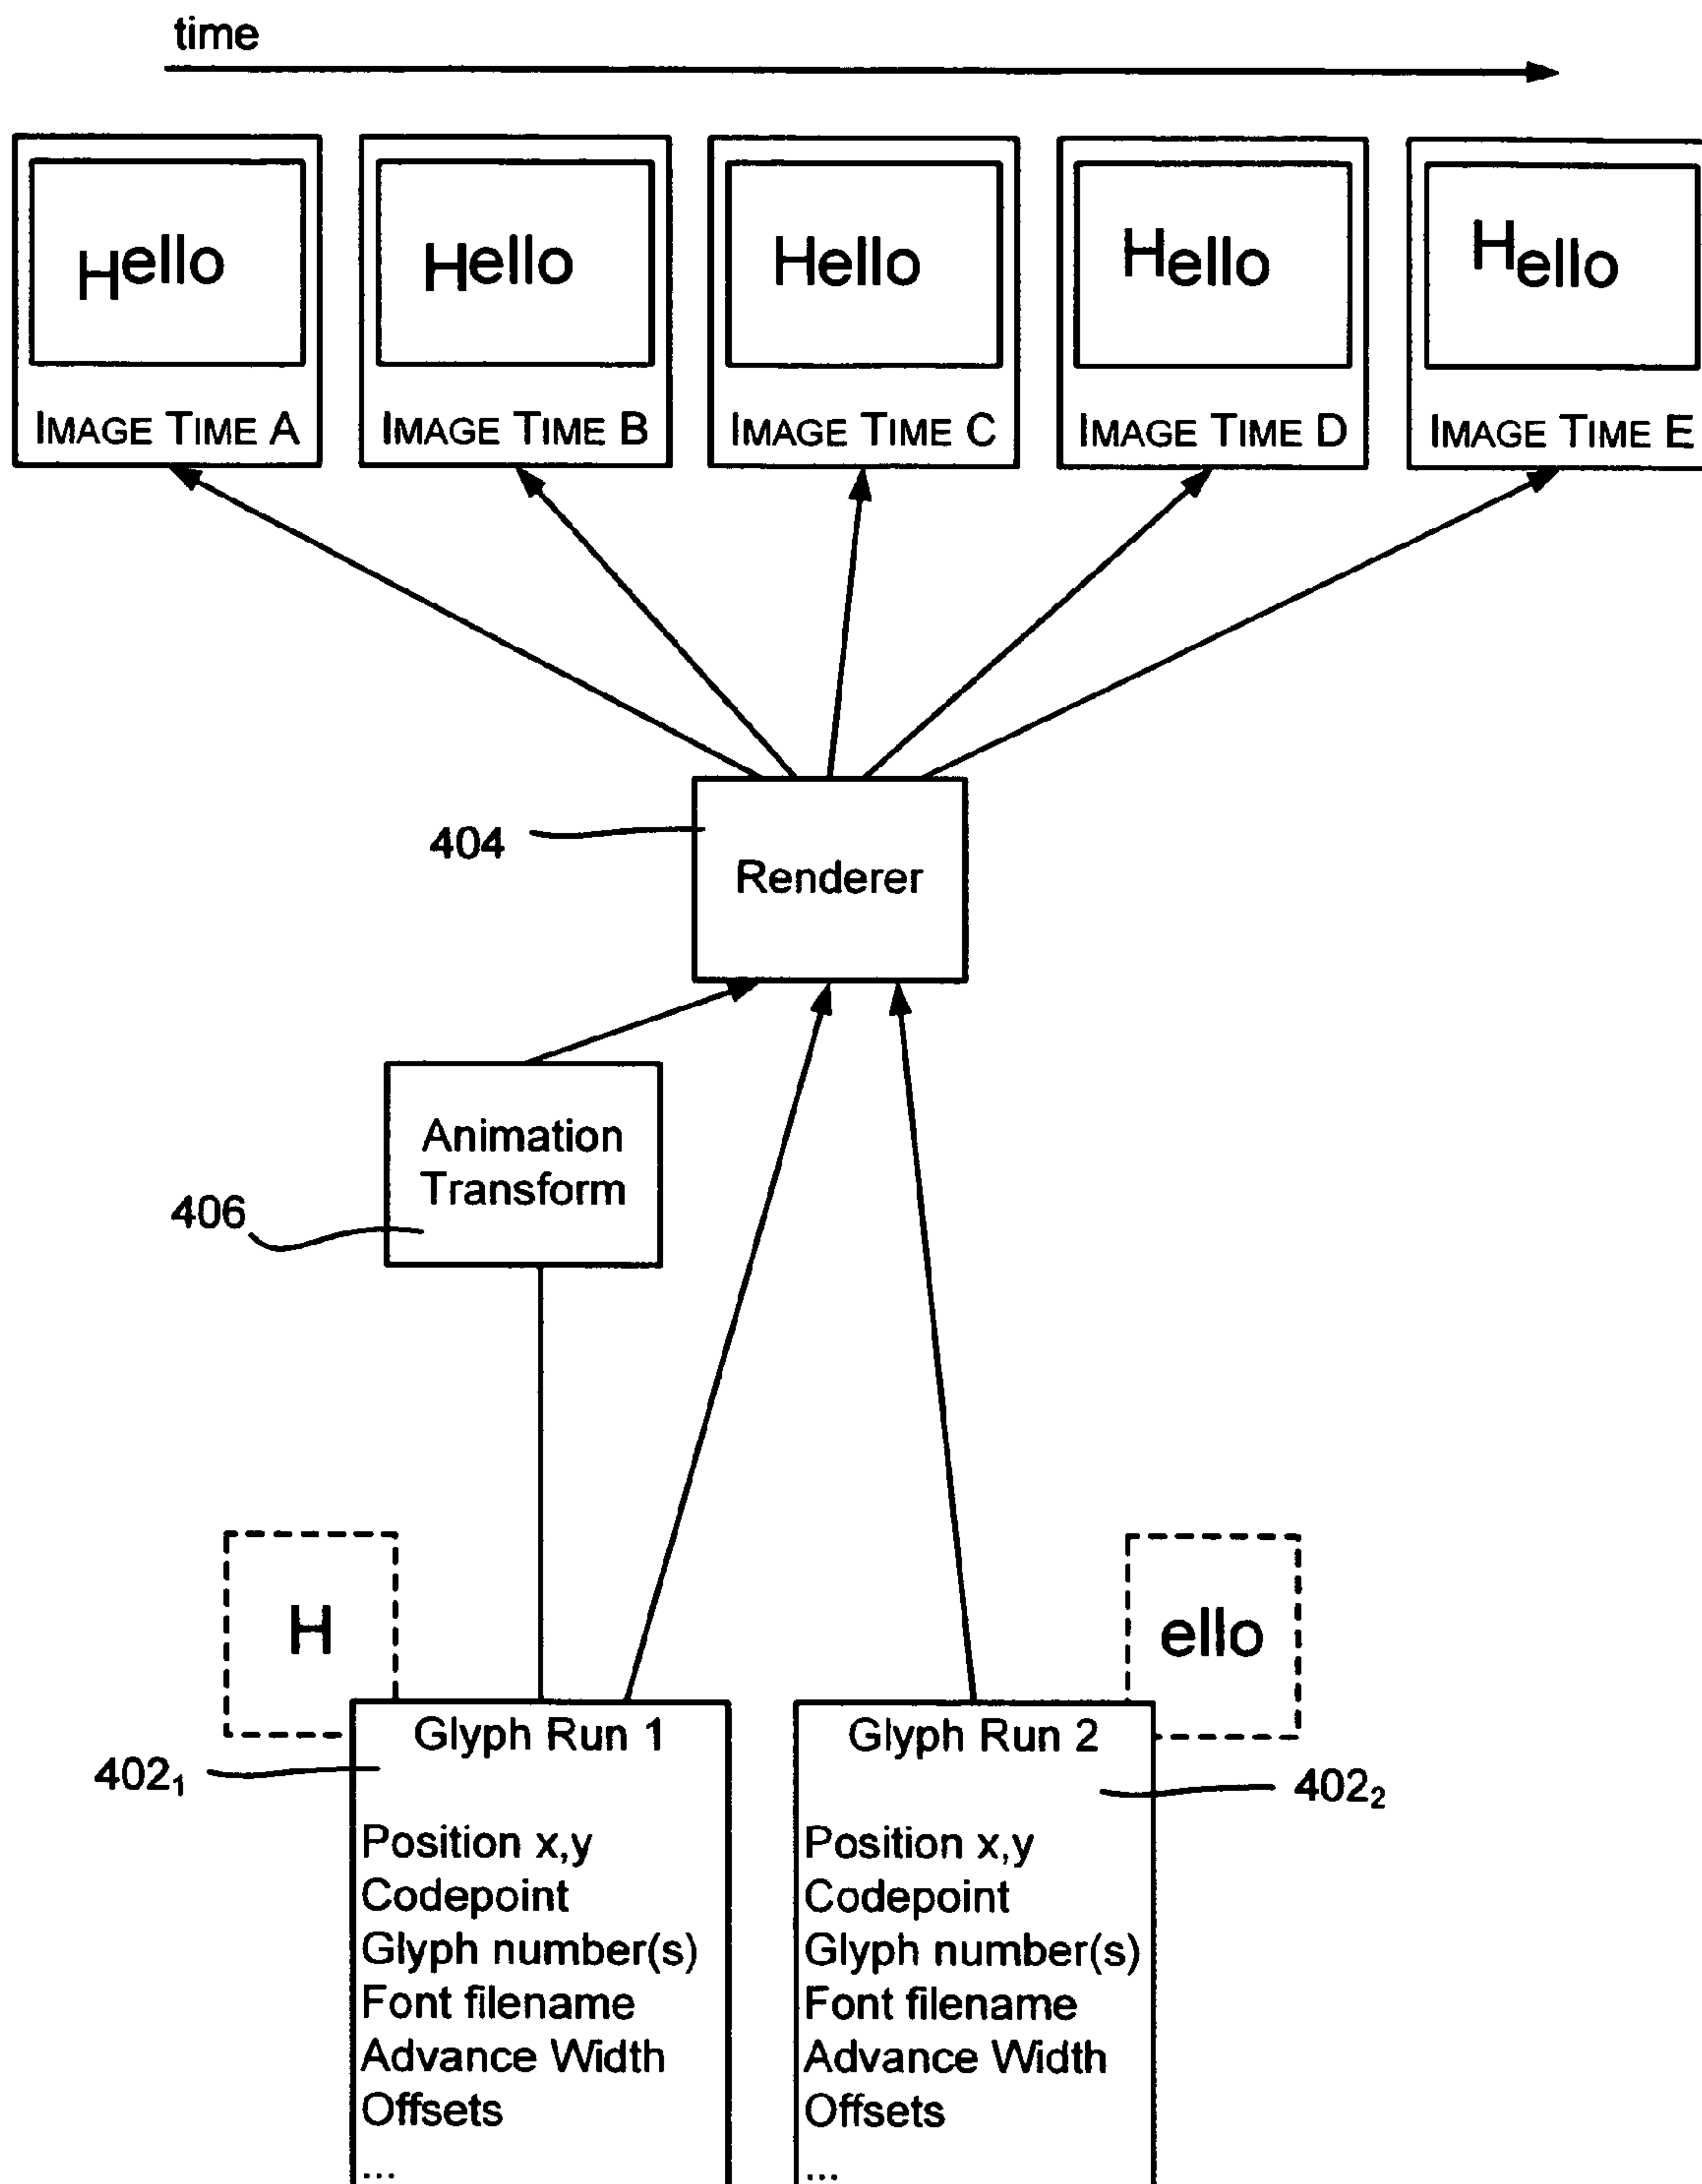 time
Hello
Hello
Hello
Hello
Hello
IMAGE TIME A
IMAGE TIME B
IMAGE TIME C
IMAGE TIME D
IMAGE TIME E
404
Renderer
Animation
Transform
406
H
ello
Glyph Run 1
Glyph Run 2
402₁
402₂
Position x,y
Codepoint
Glyph number(s)
Font filename
Advance Width
Offsets
...
Position x,y
Codepoint
Glyph number(s)
Font filename
Advance Width
Offsets
...